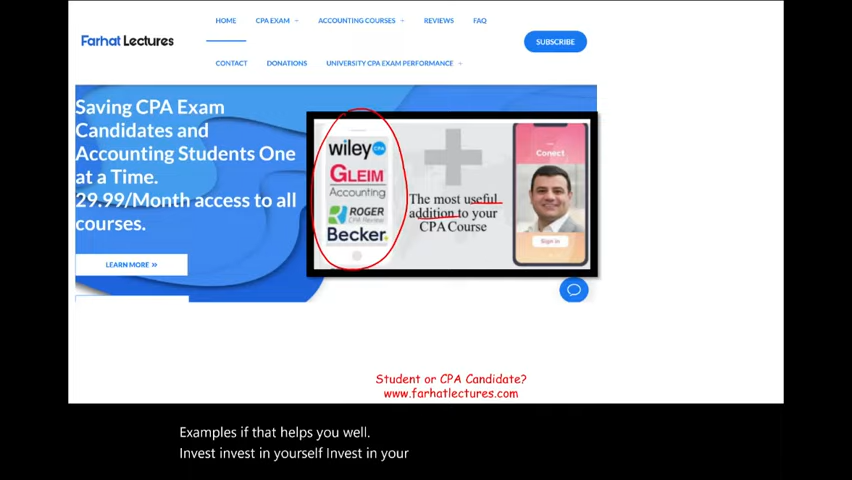 HOME
CPA EXAM
ACCOUNTING COURSES
REVIEWS
FAQ
Farhat Lectures
SUBSCRIBE
CONTACT
DONATIONS
UNIVERSITY CPA EXAM PERFORMANCE
Saving CPA Exam
Candidates and
Accounting Students One
at a Time.
29.99/Month access to all
courses.
LEARN MORE »
wiley CPA
GLEIM
Accounting
ROGER
CPA Review
Becker.
The most useful
addition to your
CPA Course
Conect
Sign in
Student or CPA Candidate?
www.farhatlectures.com
Examples if that helps you well.
Invest invest in yourself Invest in your